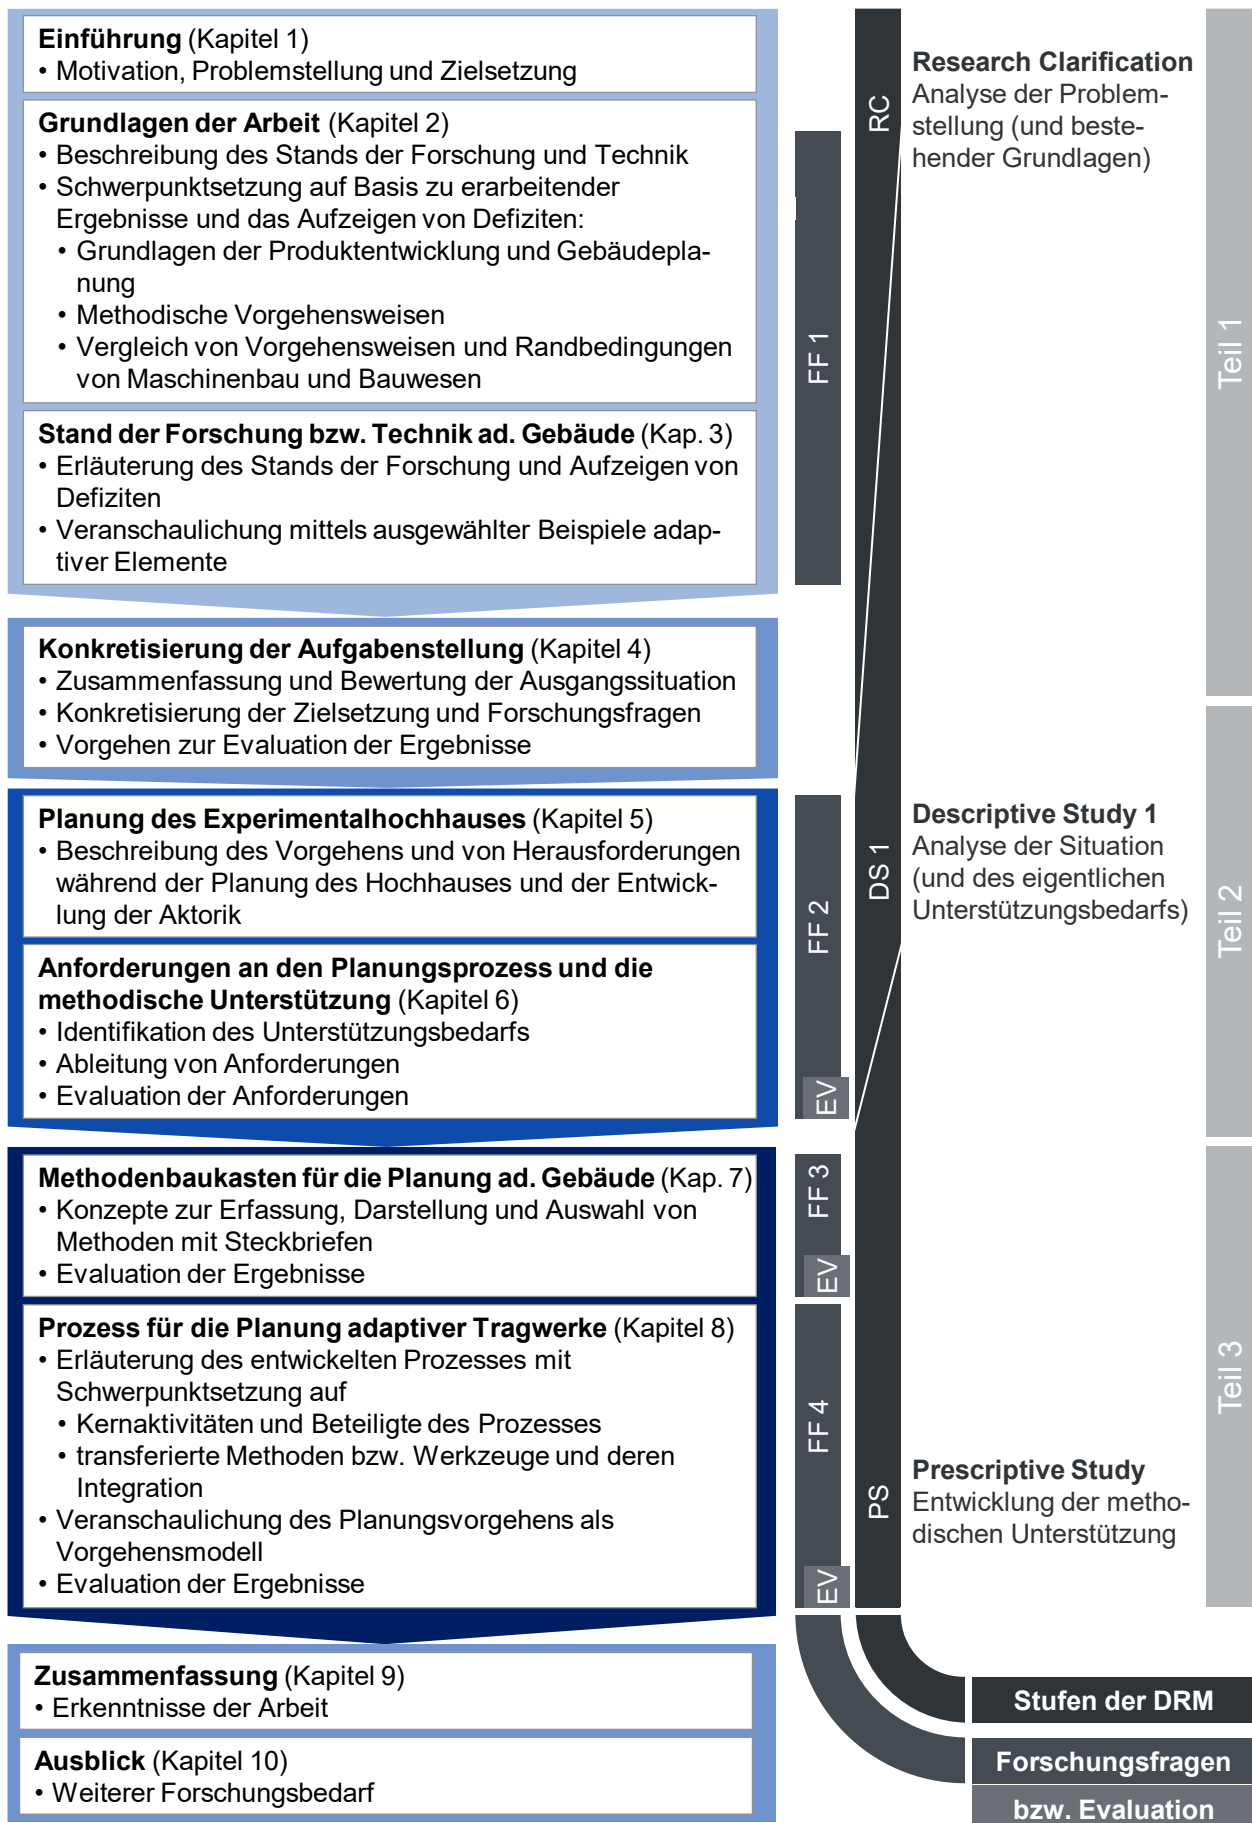 Einführung (Kapitel 1)
• Motivation, Problemstellung und Zielsetzung
Grundlagen der Arbeit (Kapitel 2)
• Beschreibung des Stands der Forschung und Technik
• Schwerpunktsetzung auf Basis zu erarbeitender
Ergebnisse und das Aufzeigen von Defiziten:
• Grundlagen der Produktentwicklung und Gebäudepla-
nung
• Methodische Vorgehensweisen
• Vergleich von Vorgehensweisen und Randbedingungen
von Maschinenbau und Bauwesen
Stand der Forschung bzw. Technik ad. Gebäude (Kap. 3)
• Erläuterung des Stands der Forschung und Aufzeigen von
Defiziten
• Veranschaulichung mittels ausgewählter Beispiele adap-
tiver Elemente
Konkretisierung der Aufgabenstellung (Kapitel 4)
• Zusammenfassung und Bewertung der Ausgangssituation
• Konkretisierung der Zielsetzung und Forschungsfragen
• Vorgehen zur Evaluation der Ergebnisse
Planung des Experimentalhochhauses (Kapitel 5)
• Beschreibung des Vorgehens und von Herausforderungen
während der Planung des Hochhauses und der Entwick-
lung der Aktorik
Anforderungen an den Planungsprozess und die
methodische Unterstützung (Kapitel 6)
• Identifikation des Unterstützungsbedarfs
• Ableitung von Anforderungen
• Evaluation der Anforderungen
Methodenbaukasten für die Planung ad. Gebäude (Kap. 7)
• Konzepte zur Erfassung, Darstellung und Auswahl von
Methoden mit Steckbriefen
• Evaluation der Ergebnisse
Prozess für die Planung adaptiver Tragwerke (Kapitel 8)
• Erläuterung des entwickelten Prozesses mit
Schwerpunktsetzung auf
• Kernaktivitäten und Beteiligte des Prozesses
• transferierte Methoden bzw. Werkzeuge und deren
Integration
• Veranschaulichung des Planungsvorgehens als
Vorgehensmodell
• Evaluation der Ergebnisse
Zusammenfassung (Kapitel 9)
• Erkenntnisse der Arbeit
Ausblick (Kapitel 10)
• Weiterer Forschungsbedarf
FF 1
FF 2
EV
FF 3
EV
FF 4
EV
RC
DS 1
PS
Research Clarification
Analyse der Problem-
stellung (und beste-
hender Grundlagen)
Descriptive Study 1
Analyse der Situation
(und des eigentlichen
Unterstützungsbedarfs)
Prescriptive Study
Entwicklung der metho-
dischen Unterstützung
Teil 1
Teil 2
Teil 3
Stufen der DRM
Forschungsfragen
bzw. Evaluation